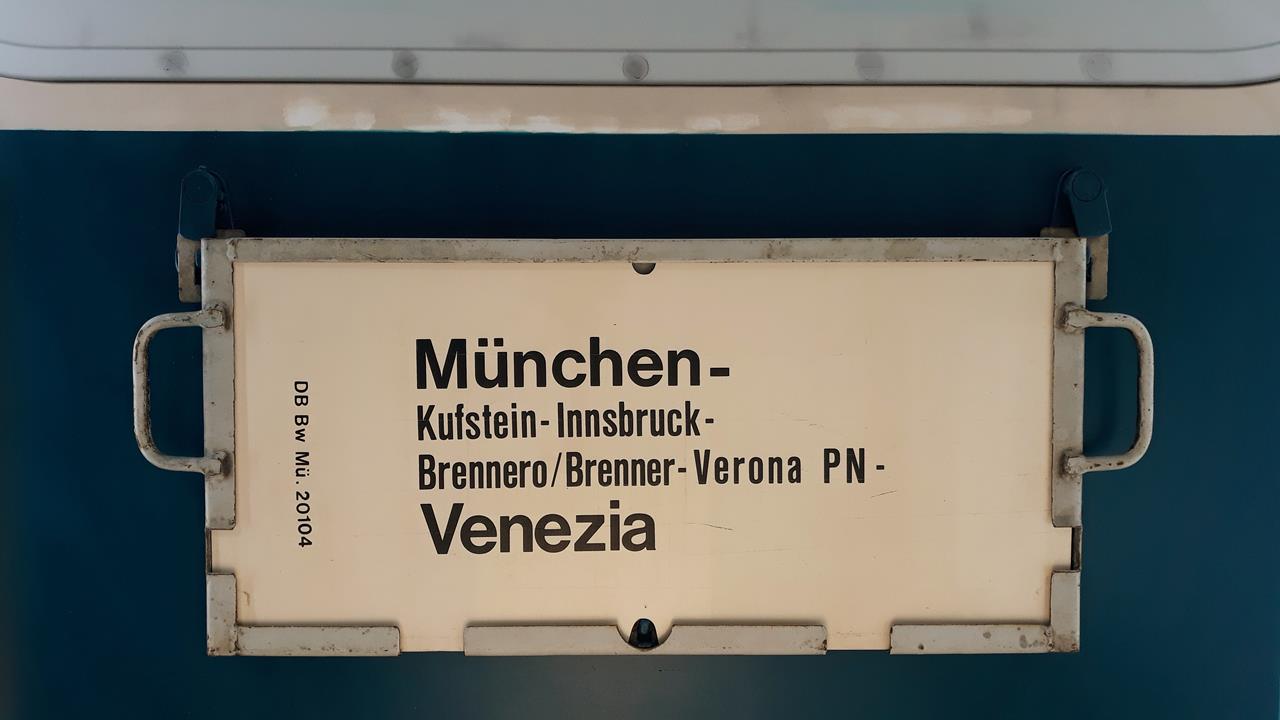 München-
Kufstein-Innsbruck-
Brennero/Brenner-Verona PN-
Venezia
DB Bw Mü. 20104